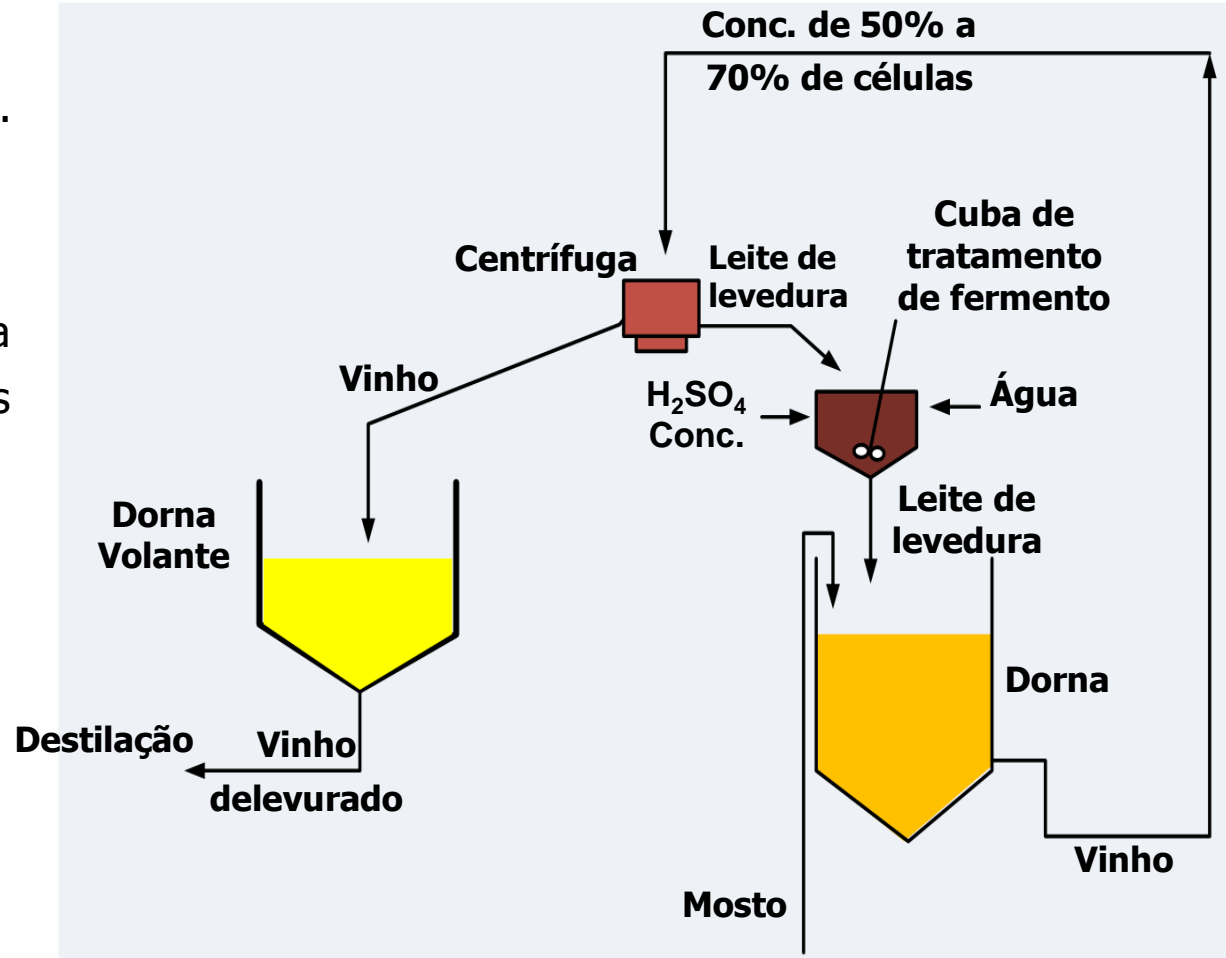 Conc. de 50% a
70% de células
.
a
s
Cuba de
tratamento
de fermento
Centrífuga
Leite de
levedura
Vinho
H₂SO₄
Conc.
Água
Dorna
Volante
Leite de
levedura
Dorna
Destilação
Vinho
delevurado
Vinho
Mosto